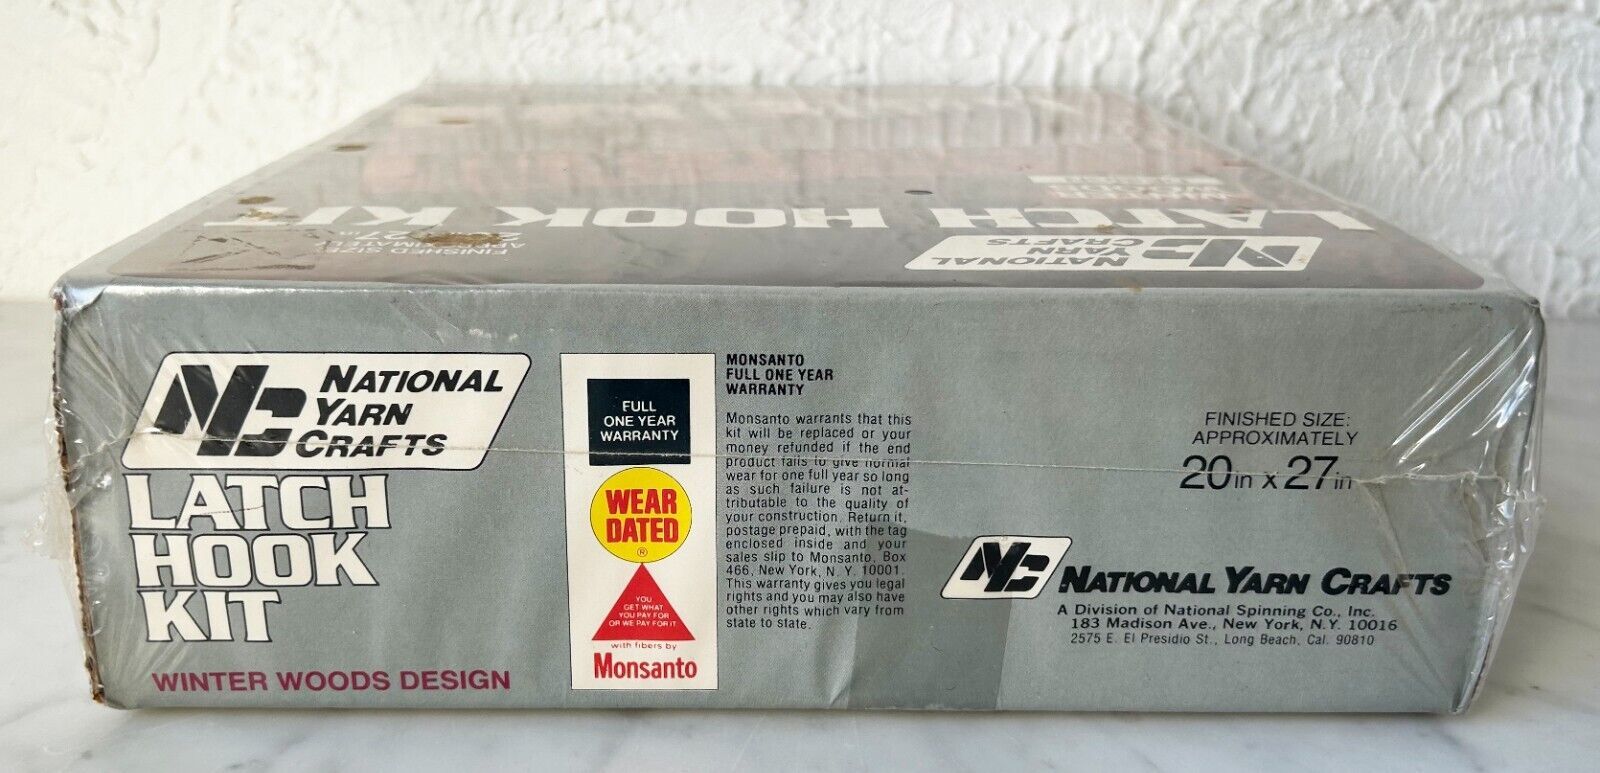 LATCH HOOK KIT
FINISHED SIZE:
APPROXIMATELY
NATIONAL
YARN
CRAFTS
NYC NATIONAL
YARN
CRAFTS
LATCH
HOOK
KIT
WINTER WOODS DESIGN
FULL
ONE YEAR
WARRANTY
WEAR
DATED
®
YOU
GET WHAT
YOU PAY FOR
OR WE PAY FOR IT
with fibers by
Monsanto
MONSANTO
FULL ONE YEAR
WARRANTY
Monsanto warrants that this
kit will be replaced or your
money refunded if the end
product fails to give normal
wear for one full year so long
as such failure is not at-
tributable to the quality of
your construction. Return it,
postage prepaid, with the tag
enclosed inside and your
sales slip to Monsanto, Box
466, New York, N. Y. 10001.
This warranty gives you legal
rights and you may also have
other rights which vary from
state to state.
FINISHED SIZE:
APPROXIMATELY
20in x 27in
NYC NATIONAL YARN CRAFTS
A Division of National Spinning Co., Inc.
183 Madison Ave., New York, N.Y. 10016
2575 E. El Presidio St., Long Beach, Cal. 90810